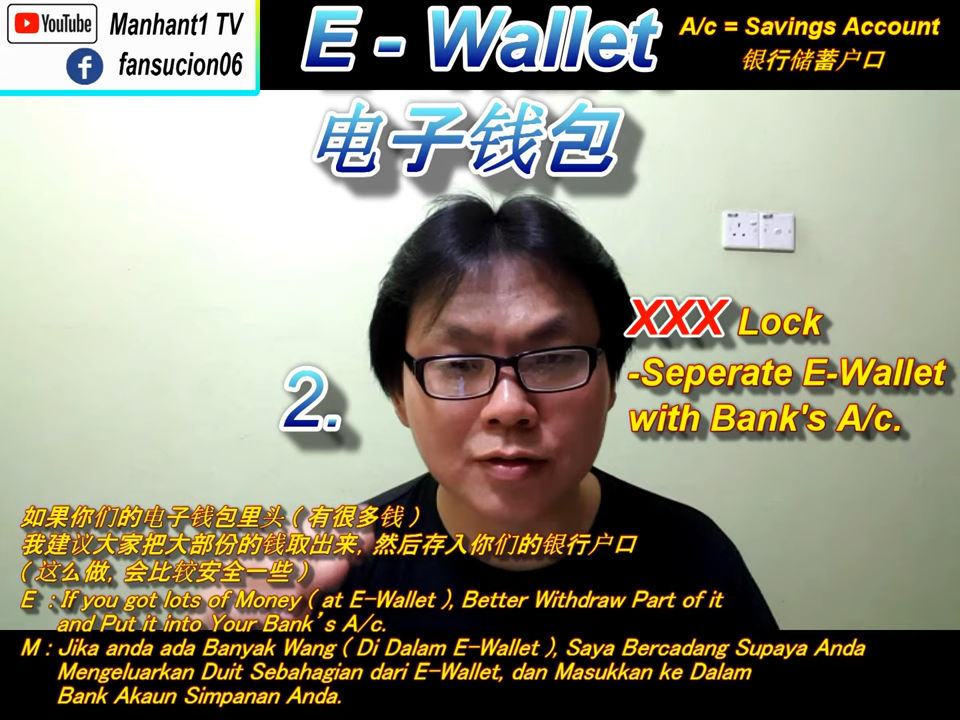 YouTube Manhant1 TV
fansucion06
E - Wallet
A/c = Savings Account
银行储蓄户口
电子钱包
XXX Lock
-Seperate E-Wallet
with Bank's A/c.
2.
如果你们的电子钱包里头 ( 有很多钱 )
我建议大家把大部份的钱取出来, 然后存入你们的银行户口
( 这么做, 会比较安全一些 )
E : If you got lots of Money ( at E-Wallet ), Better Withdraw Part of it
and Put it into Your Bank's A/c.
M : Jika anda ada Banyak Wang ( Di Dalam E-Wallet ), Saya Bercadang Supaya Anda
Mengeluarkan Duit Sebahagian dari E-Wallet, dan Masukkan ke Dalam
Bank Akaun Simpanan Anda.